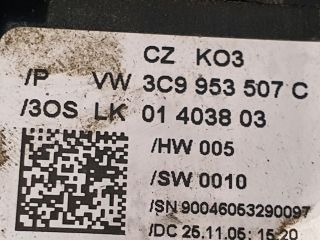 CZ KO3
/P VW 3C9 953 507 C
/3OS LK 01 4038 03
/HW 005
/SW 0010
/SN 90046053290097
/DC 25.11.05; 15:20